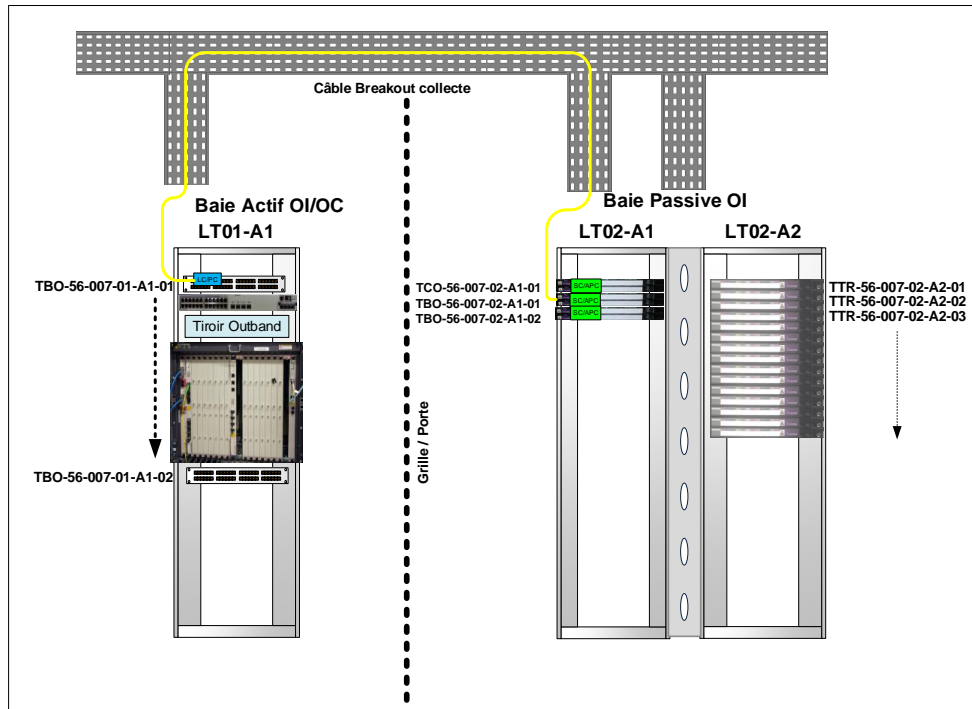 Câble Breakout collecte
Baie Actif OI/OC
LT01-A1
Baie Passive OI
LT02-A1
LT02-A2
TBO-56-007-01-A1-01
LC/PC
Tiroir Outband
TBO-56-007-01-A1-02
Grille / Porte
TCO-56-007-02-A1-01
TBO-56-007-02-A1-01
TBO-56-007-02-A1-02
SC/APC
SC/APC
SC/APC
TTR-56-007-02-A2-01
TTR-56-007-02-A2-02
TTR-56-007-02-A2-03